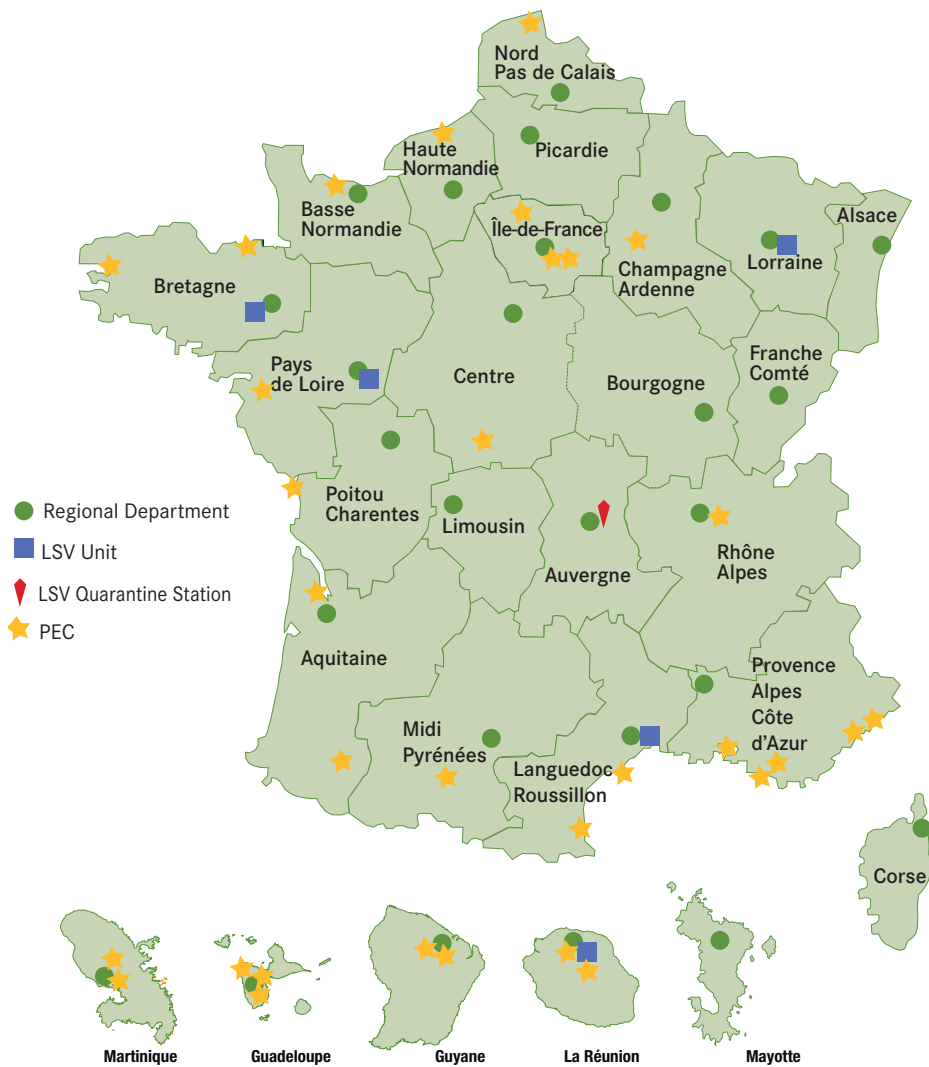 Nord
Pas de Calais
Haute
Normandie
Picardie
Basse
Normandie
Île-de-France
Champagne
Ardenne
Lorraine
Alsace
Bretagne
Pays
de Loire
Centre
Bourgogne
Franche
Comté
Poitou
Charentes
Limousin
Auvergne
Rhône
Alpes
Regional Department
LSV Unit
LSV Quarantine Station
PEC
Aquitaine
Midi
Pyrénées
Languedoc
Roussillon
Provence
Alpes
Côte
d'Azur
Corse
Martinique
Guadeloupe
Guyane
La Réunion
Mayotte